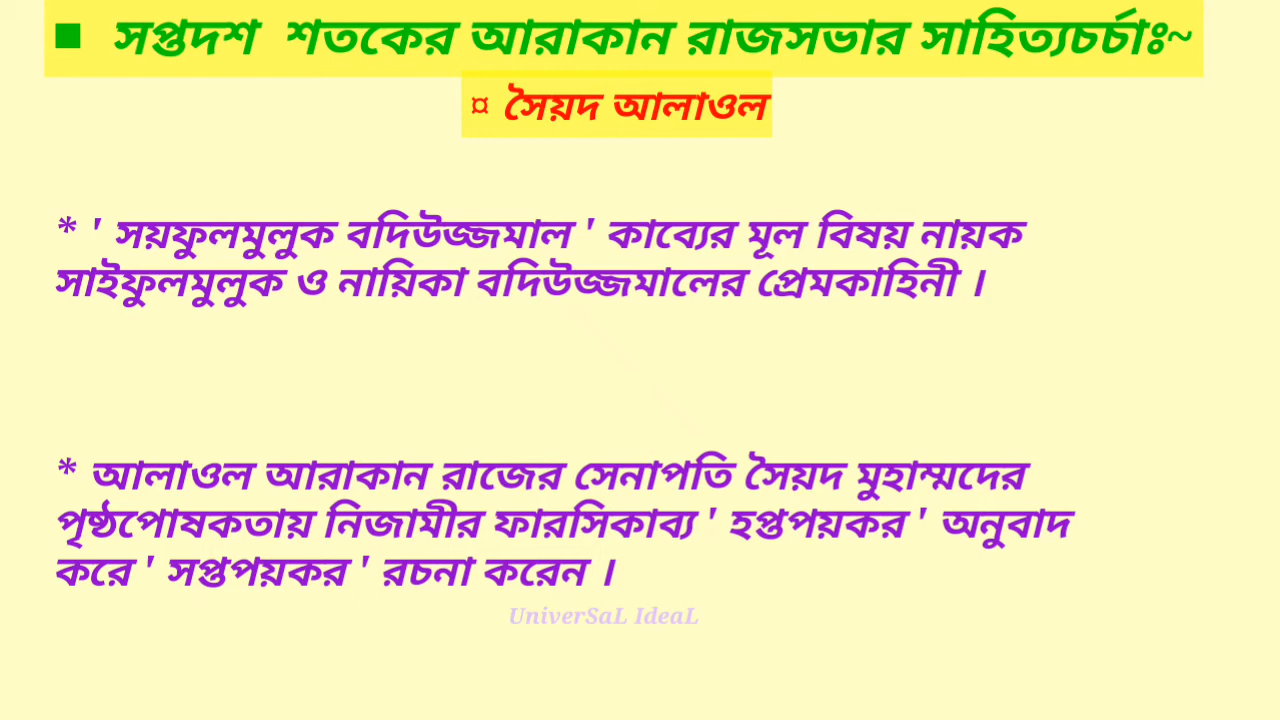 ■ সপ্তদশ শতকের আরাকান রাজসভার সাহিত্যচর্চাঃ~
¤ সৈয়দ আলাওল
* ' সয়ফুলমুলুক বদিউজ্জমাল ' কাব্যের মূল বিষয় নায়ক
সাইফুলমুলুক ও নায়িকা বদিউজ্জমালের প্রেমকাহিনী ।
* আলাওল আরাকান রাজের সেনাপতি সৈয়দ মুহাম্মদের
পৃষ্ঠপোষকতায় নিজামীর ফারসিকাব্য ' হপ্তপয়কর ' অনুবাদ
করে ' সপ্তপয়কর ' রচনা করেন ।
UniverSaL IdeaL